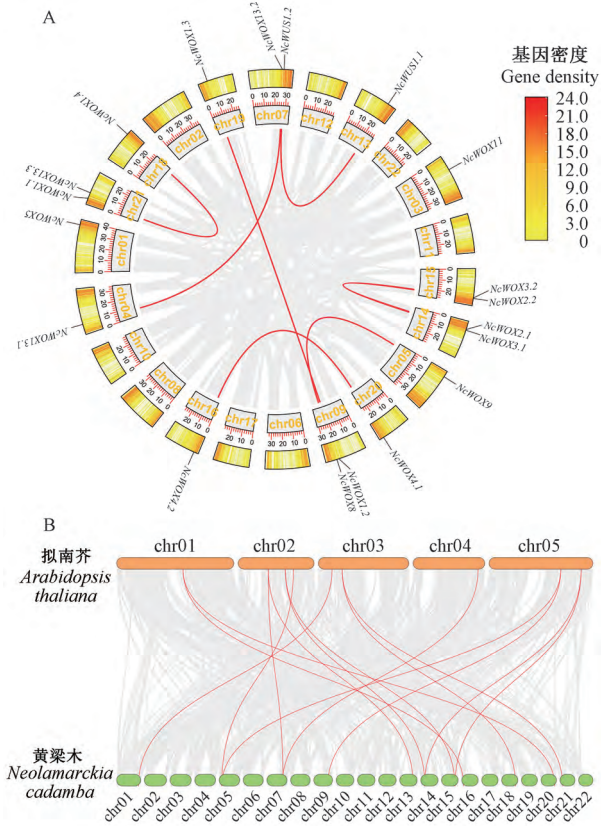 A
基因密度
Gene density
24.0
21.0
18.0
15.0
12.0
9.0
6.0
3.0
0
NcWOX13.2
NcWUS1.2
NcWOX1.3
NcWUS1.1
NcWOX1.4
NcWOX11
NcWOX13.3
NcWOX1.1
NcWOX5
NcWOX3.2
NcWOX2.2
NcWOX2.1
NcWOX3.1
NcWOX13.1
NcWOX9
NcWOX4.2
NcWOX4.1
NcWOX1.2
NcWOX8
chr07
chr12
chr13
chr22
chr03
chr11
chr15
chr14
chr05
chr20
chr09
chr06
chr17
chr16
chr08
chr10
chr04
chr01
chr21
chr18
chr02
chr19
B
拟南芥
Arabidopsis
thaliana
chr01 chr02 chr03 chr04 chr05
黄梁木
Neolamarckia
cadamba
chr01 chr02 chr03 chr04 chr05 chr06 chr07 chr08 chr09 chr10 chr11 chr12 chr13 chr14 chr15 chr16 chr17 chr18 chr19 chr20 chr21 chr22